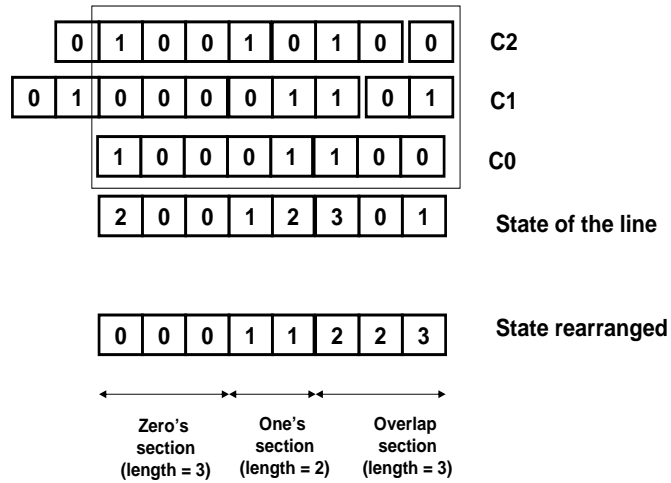 0 1 0 0 1 0 1 0 0 C2
0 1 0 0 0 0 1 1 0 1 C1
1 0 0 0 1 1 0 0 C0
2 0 0 1 2 3 0 1 State of the line
0 0 0 1 1 2 2 3 State rearranged
Zero's One's Overlap
section section section
(length = 3) (length = 2) (length = 3)